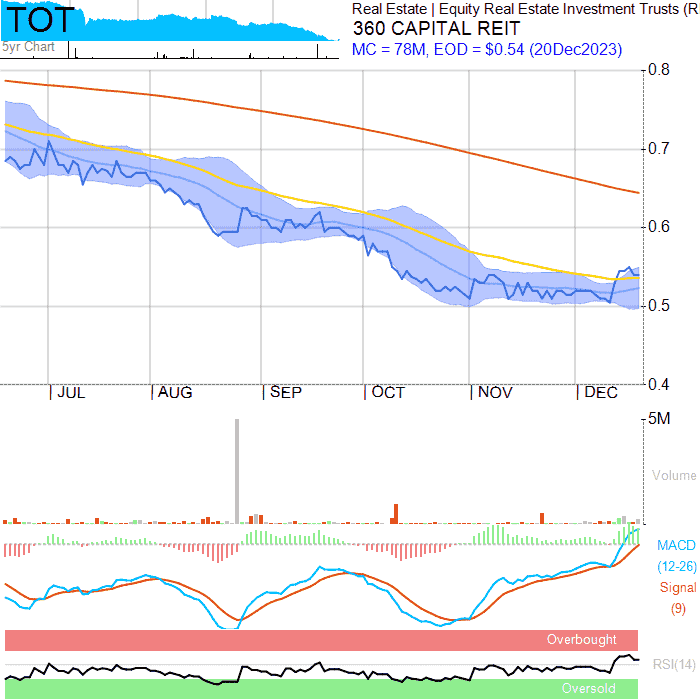 TOT
5yr Chart
Real Estate | Equity Real Estate Investment Trusts (R
360 CAPITAL REIT
MC = 78M, EOD = $0.54 (20Dec2023)
0.8
0.7
0.6
0.5
0.4
JUL AUG SEP OCT NOV DEC
5M
Volume
MACD
(12-26)
Signal
(9)
Overbought
RSI(14)
Oversold